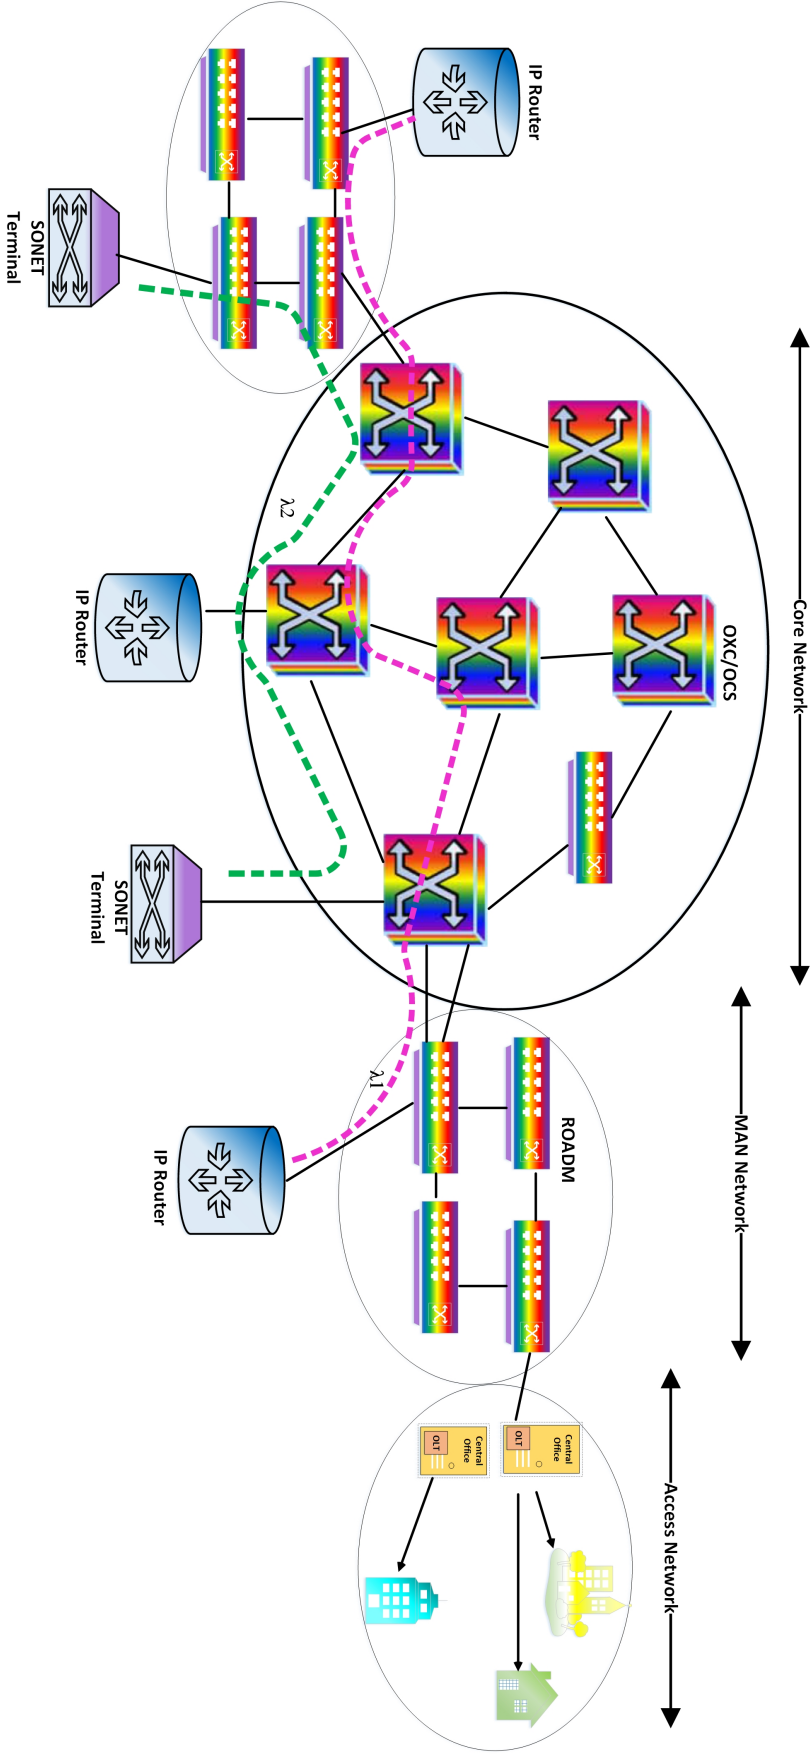 Core Network
MAN Network
Access Network
IP Router
OXC/OCS
ROADM
SONET
Terminal
λ2
IP Router
SONET
Terminal
λ1
IP Router
Central
Office
OLT
Central
Office
OLT